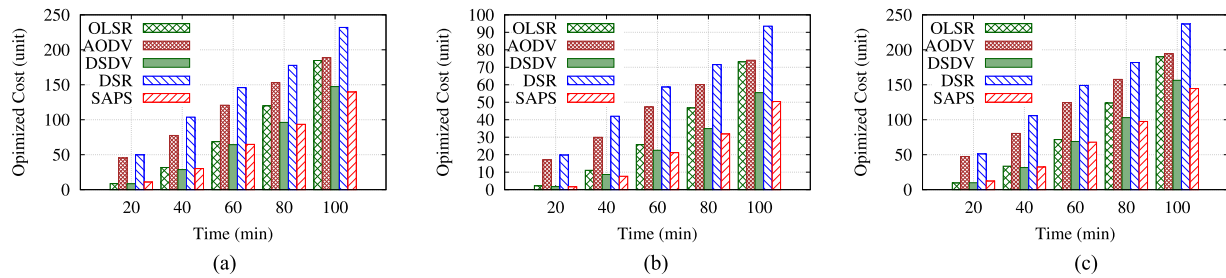 Opimized Cost (unit)
250
200
150
100
50
0
OLSR
AODV
DSDV
DSR
SAPS
20 40 60 80 100
Time (min)
(a)
Opimized Cost (unit)
100
90
80
70
60
50
40
30
20
10
0
OLSR
AODV
DSDV
DSR
SAPS
20 40 60 80 100
Time (min)
(b)
Opimized Cost (unit)
250
200
150
100
50
0
OLSR
AODV
DSDV
DSR
SAPS
20 40 60 80 100
Time (min)
(c)